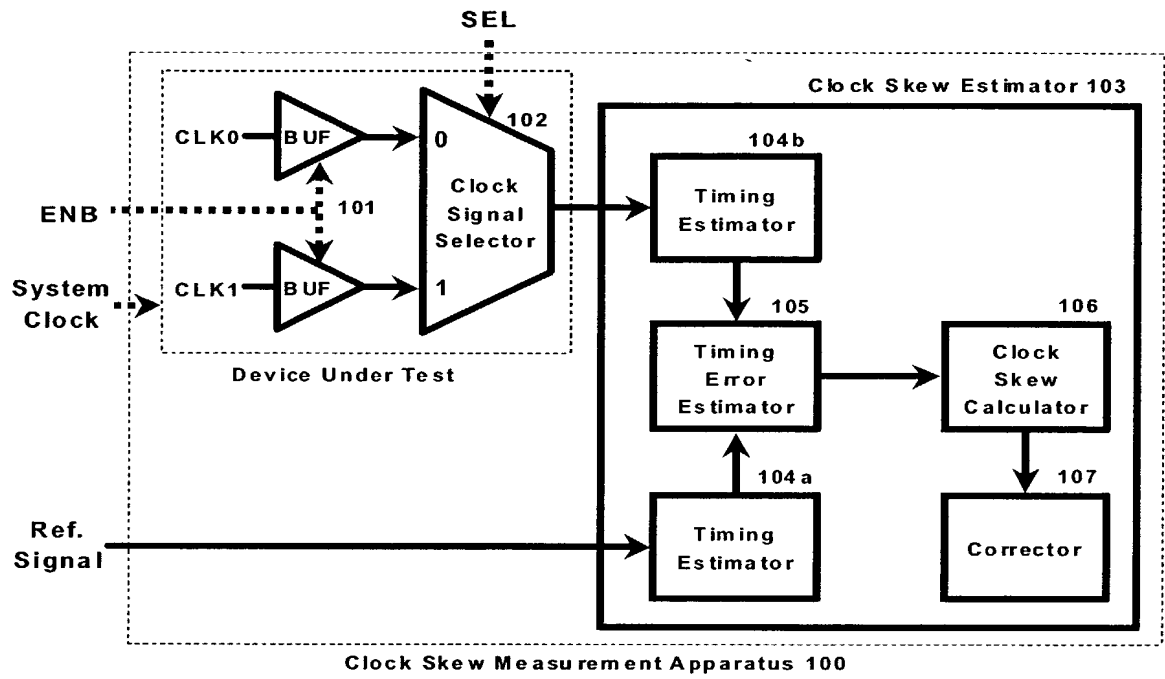 SEL
Clock Skew Estimator 103
CLK0
BUF
0
102
104b
Clock
Signal
Selector
Timing
Estimator
ENB
101
System
Clock
CLK1
BUF
1
105
106
Device Under Test
Timing
Error
Estimator
Clock
Skew
Calculator
104a
107
Ref.
Signal
Timing
Estimator
Corrector
Clock Skew Measurement Apparatus 100